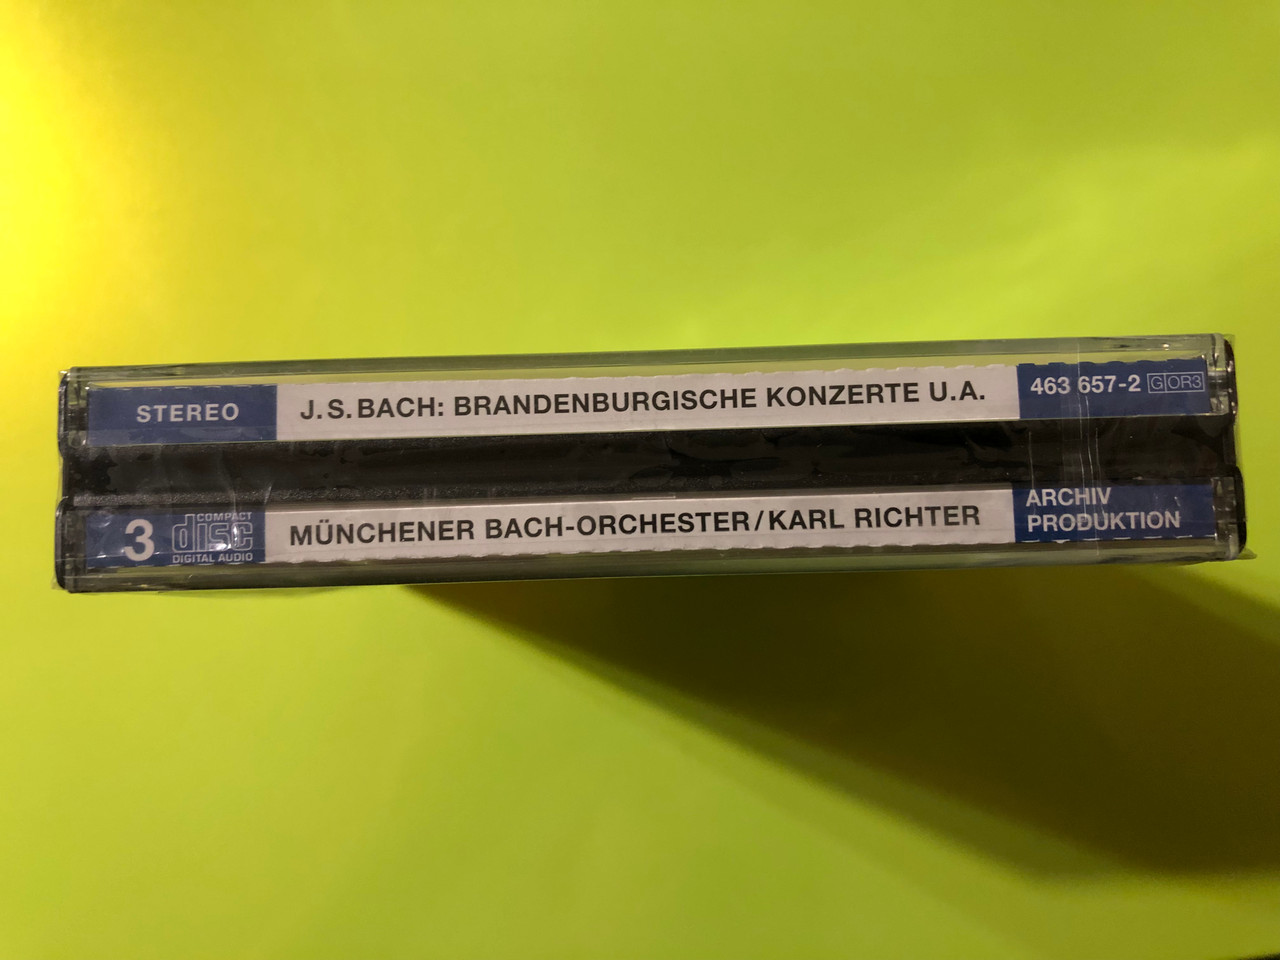 STEREO J.S. BACH: BRANDENBURGISCHE KONZERTE U.A. 463 657-2 G OR3
3 COMPACT disc DIGITAL AUDIO MÜNCHENER BACH-ORCHESTER/KARL RICHTER ARCHIV PRODUKTION